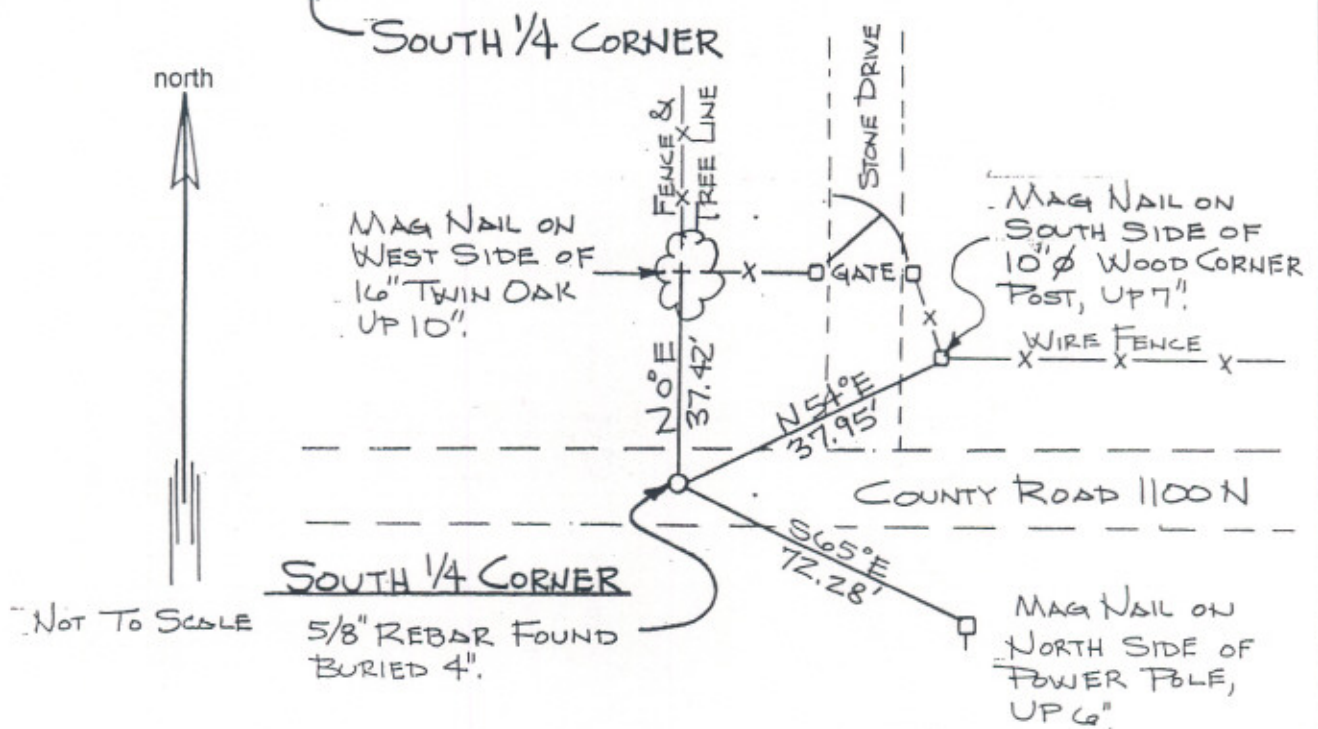 SOUTH 1/4 CORNER
north
FENCE &
TREE LINE
STONE DRIVE
MAG NAIL ON
WEST SIDE OF
16" TWIN OAK
UP 10".
GATE
MAG NAIL ON
SOUTH SIDE OF
10"Ø WOOD CORNER
POST, UP 7".
X WIRE FENCE X X
N 0°E
37.42'
N 54°E
37.95'
COUNTY ROAD 1100 N
S65°E
72.28'
SOUTH 1/4 CORNER
NOT TO SCALE
5/8" REBAR FOUND
BURIED 4".
MAG NAIL ON
NORTH SIDE OF
POWER POLE,
UP 6"